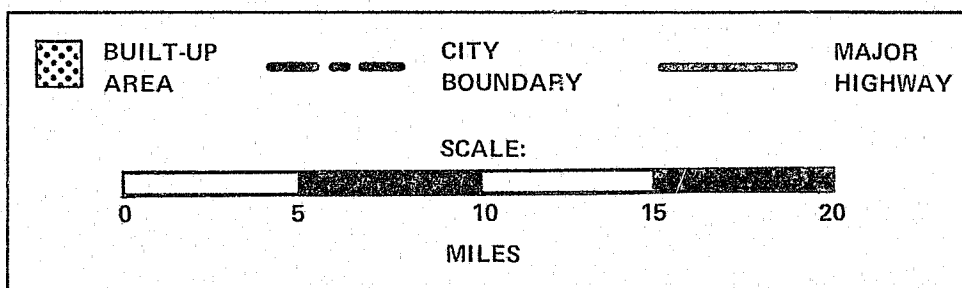 BUILT-UP
AREA
CITY
BOUNDARY
MAJOR
HIGHWAY
SCALE:
0 5 10 15 20
MILES